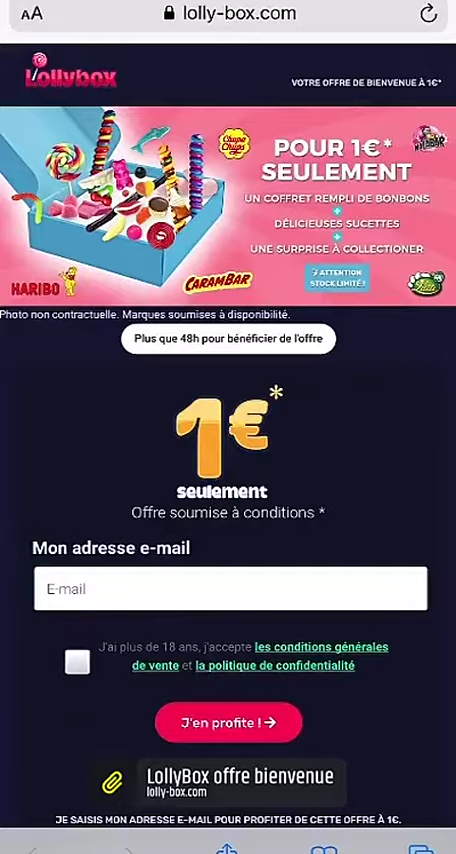 AA lolly-box.com
Lollybox
VOTRE OFFRE DE BIENVENUE À 1€*
Chupa Chups
POUR 1€*
SEULEMENT
UN COFFRET REMPLI DE BONBONS
+
DÉLICIEUSES SUCETTES
+
UNE SURPRISE À COLLECTIONER
HARIBO
CARAMBAR
ATTENTION
STOCK LIMITÉ !
Photo non contractuelle. Marques soumises à disponibilité.
Plus que 48h pour bénéficier de l'offre
1€*
seulement
Offre soumise à conditions *
Mon adresse e-mail
E-mail
J'ai plus de 18 ans, j'accepte les conditions générales
de vente et la politique de confidentialité
J'en profite ! →
LollyBox offre bienvenue
lolly-box.com
JE SAISIS MON ADRESSE E-MAIL POUR PROFITER DE CETTE OFFRE À 1€.